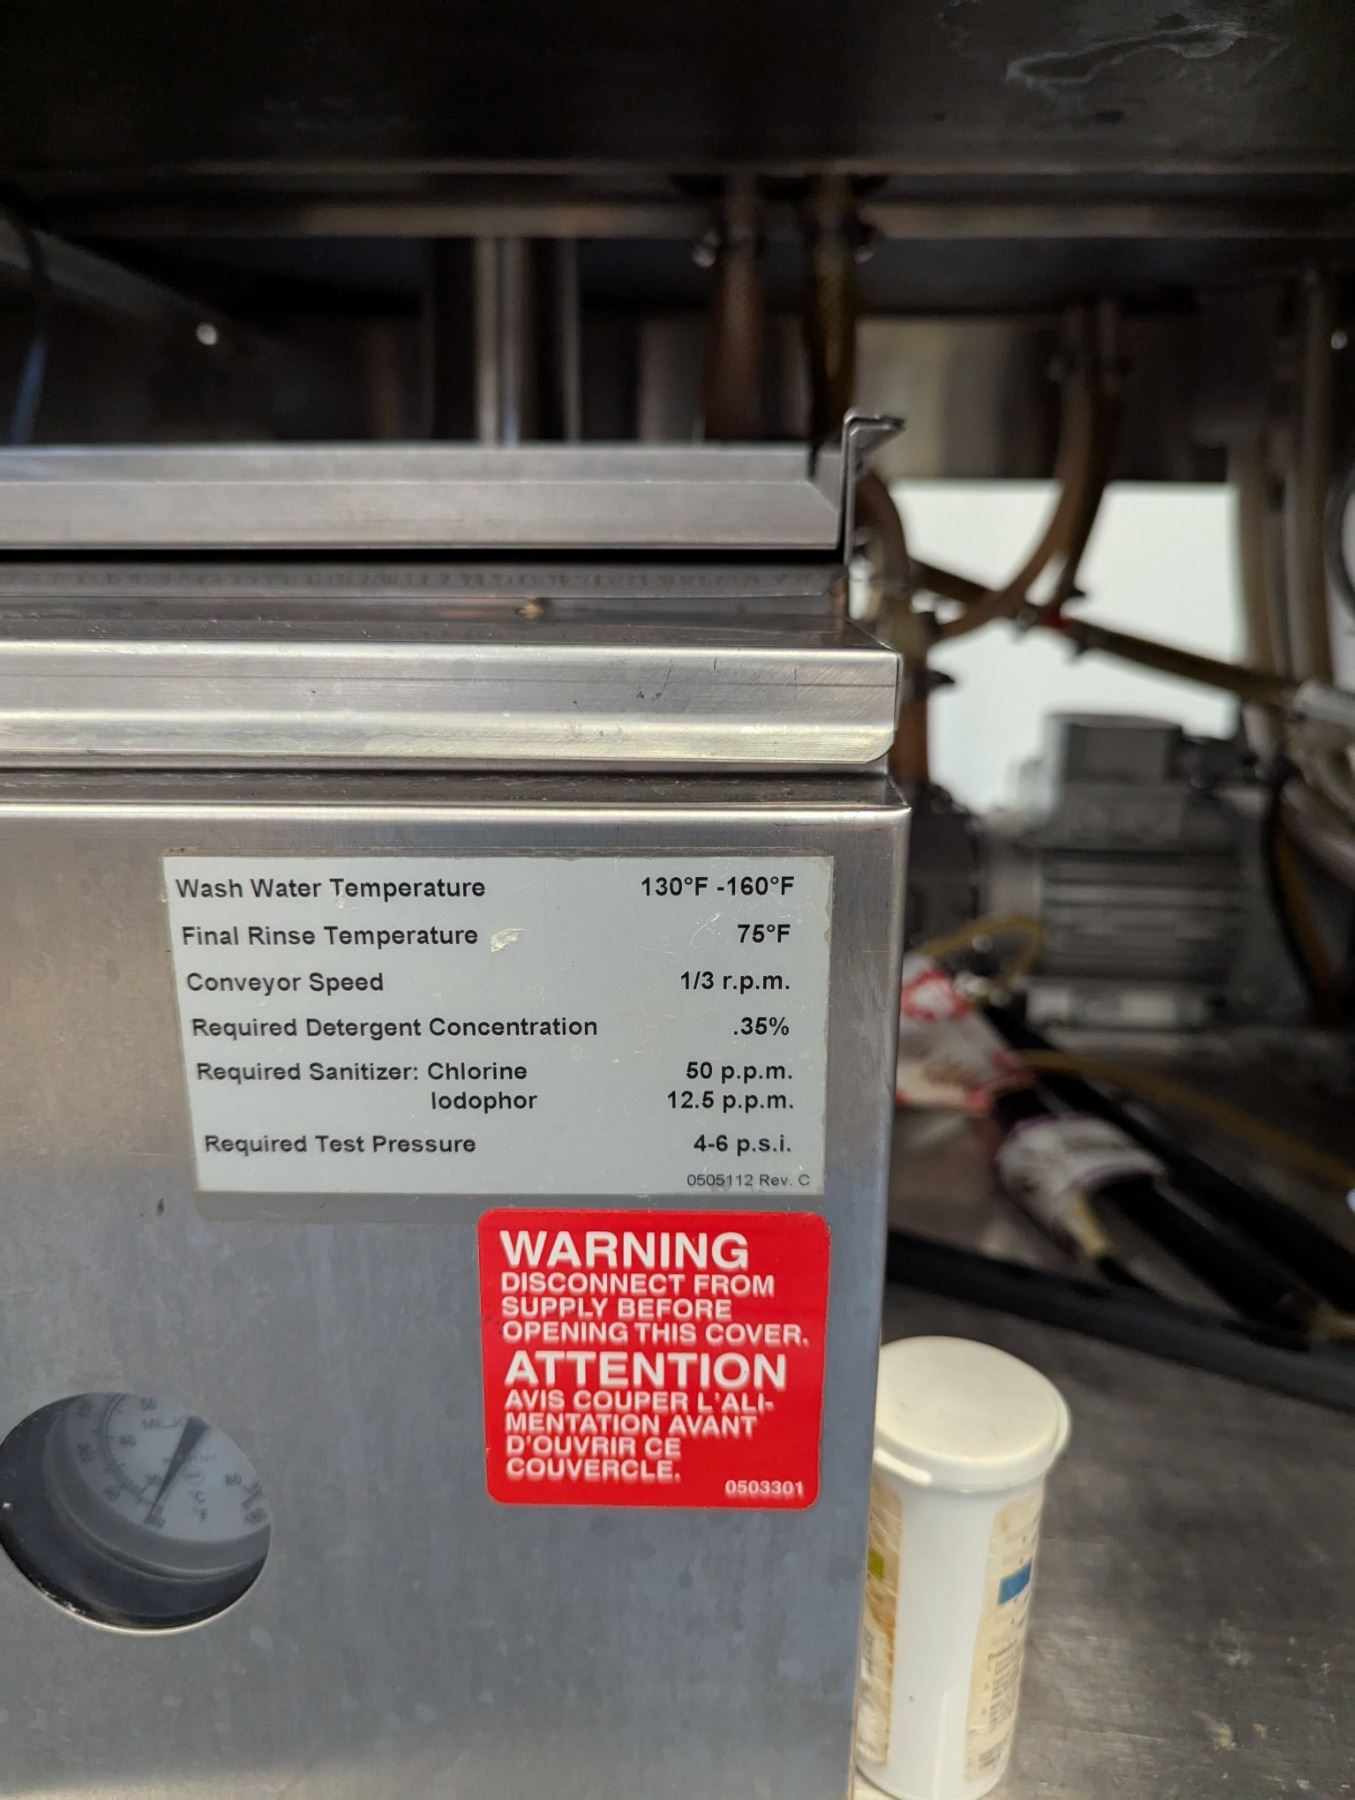 Wash Water Temperature 130°F -160°F
Final Rinse Temperature 75°F
Conveyor Speed 1/3 r.p.m.
Required Detergent Concentration .35%
Required Sanitizer: Chlorine 50 p.p.m.
Iodophor 12.5 p.p.m.
Required Test Pressure 4-6 p.s.i.
0505112 Rev. C
WARNING
DISCONNECT FROM
SUPPLY BEFORE
OPENING THIS COVER.
ATTENTION
AVIS COUPER L'ALI-
MENTATION AVANT
D'OUVRIR CE
COUVERCLE.
0503301